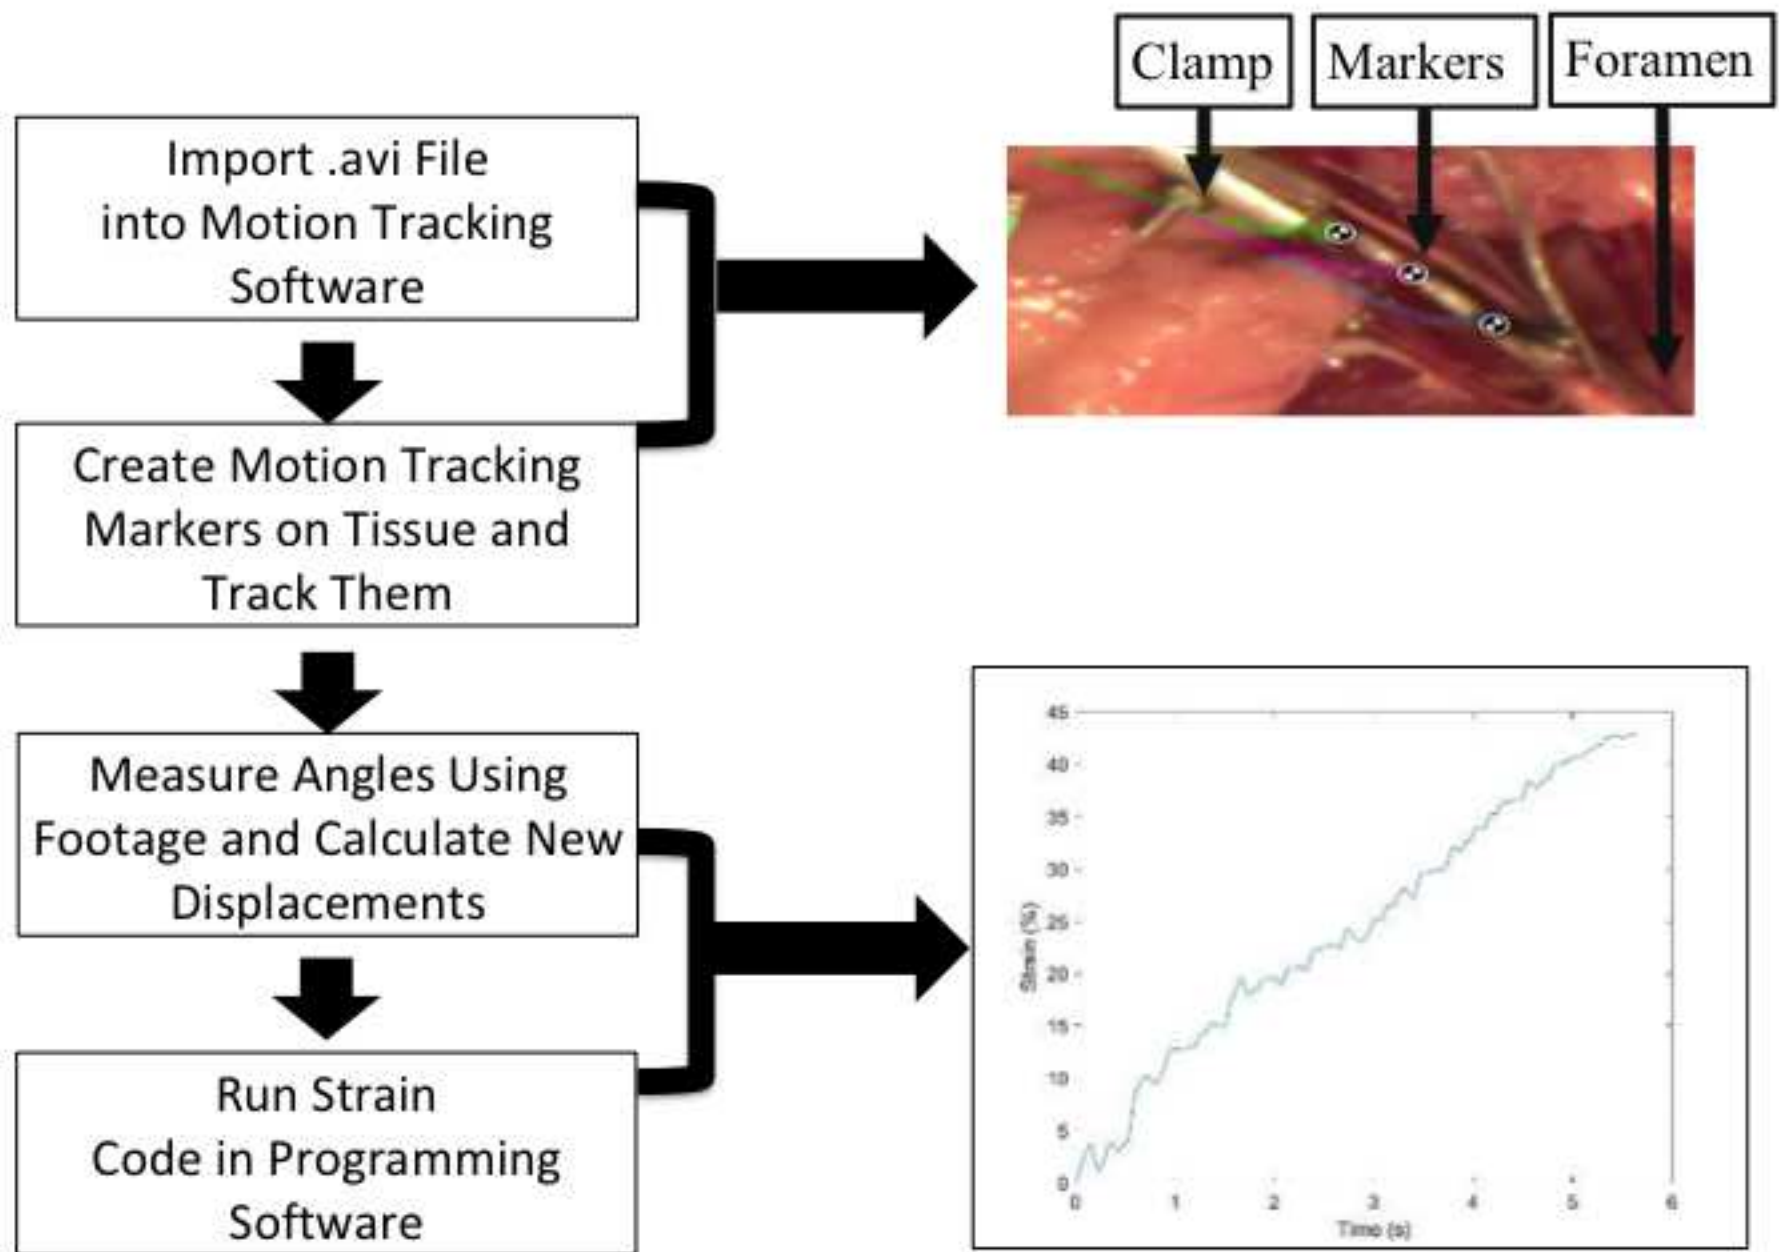 Clamp
Markers
Foramen
Import .avi File
into Motion Tracking
Software
Create Motion Tracking
Markers on Tissue and
Track Them
Measure Angles Using
Footage and Calculate New
Displacements
Run Strain
Code in Programming
Software
45
40
35
30
25
20
15
10
5
0
Strain (%)
0 1 2 3 4 5 6
Time (s)